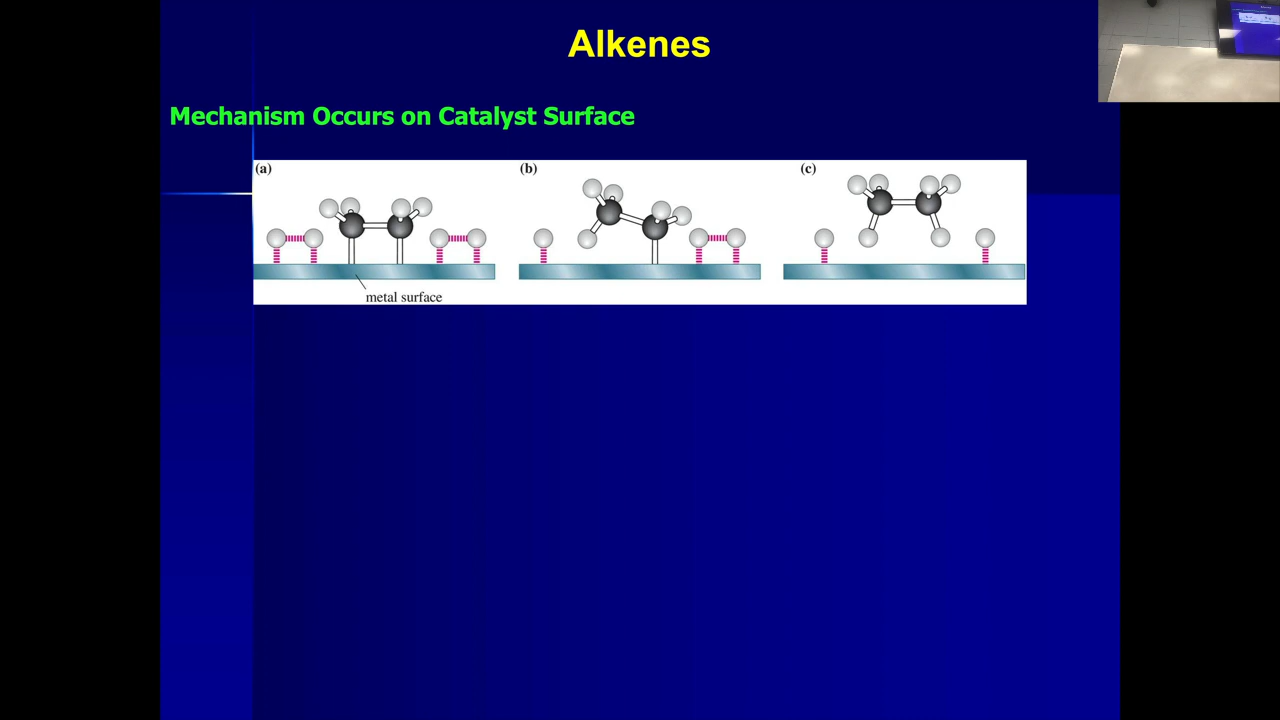 Alkenes
Mechanism Occurs on Catalyst Surface
(a)
(b)
(c)
metal surface